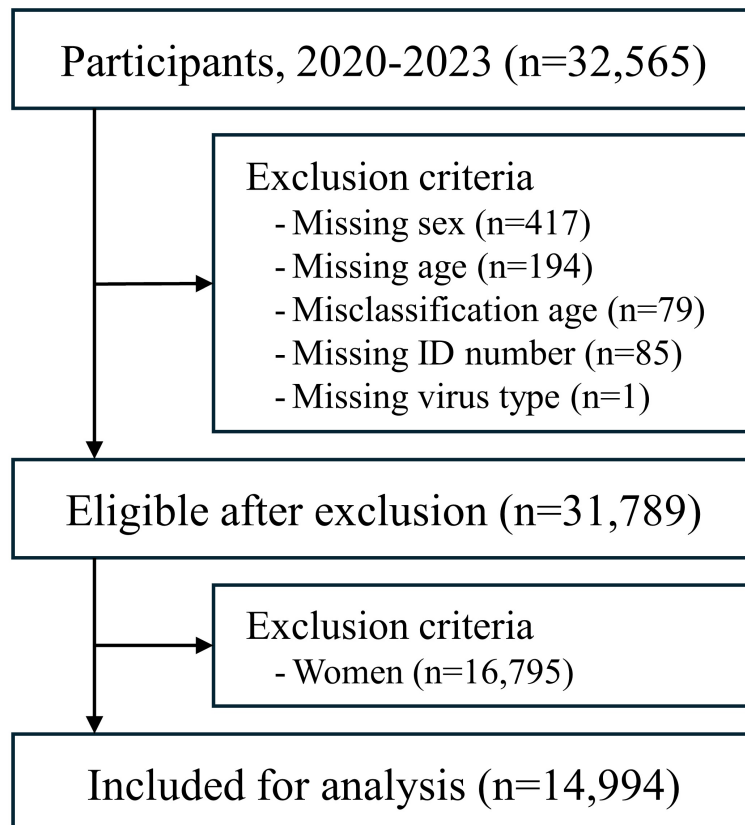 Participants, 2020-2023 (n=32,565)
Exclusion criteria
- Missing sex (n=417)
- Missing age (n=194)
- Misclassification age (n=79)
- Missing ID number (n=85)
- Missing virus type (n=1)
Eligible after exclusion (n=31,789)
Exclusion criteria
- Women (n=16,795)
Included for analysis (n=14,994)